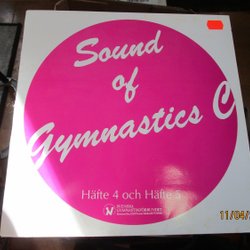 Sound
of
Gymnastics C
Häfte 4 och Häfte 5
SVENSKA
GYMNASTIKFÖRBUNDET
11/04/